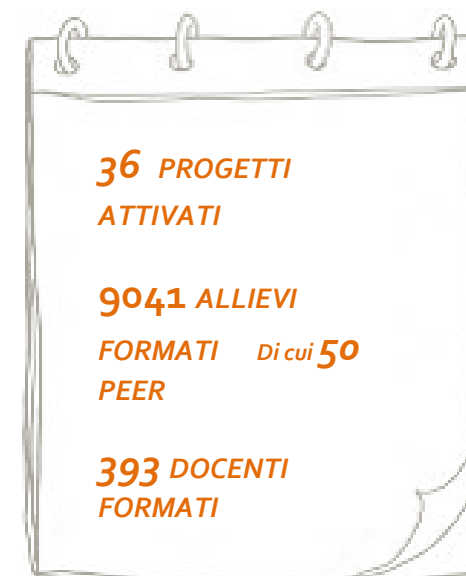 36 PROGETTI
ATTIVATI
9041 ALLIEVI
FORMATI Di cui 50
PEER
393 DOCENTI
FORMATI